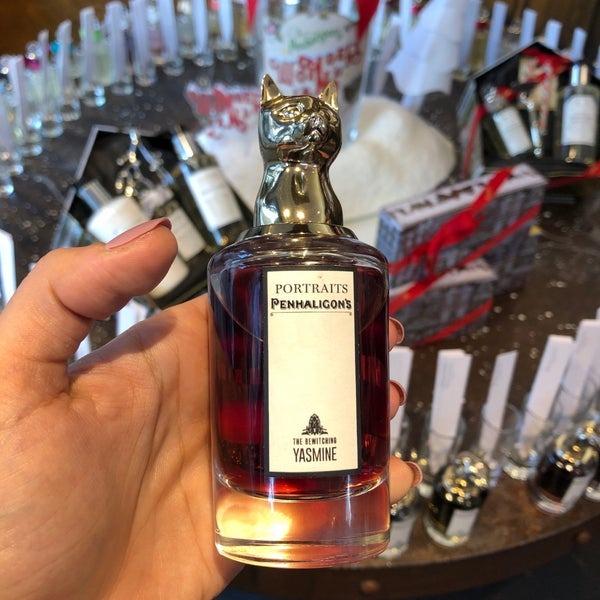 PORTRAITS
PENHALIGON'S
THE BEWITCHING
YASMINE